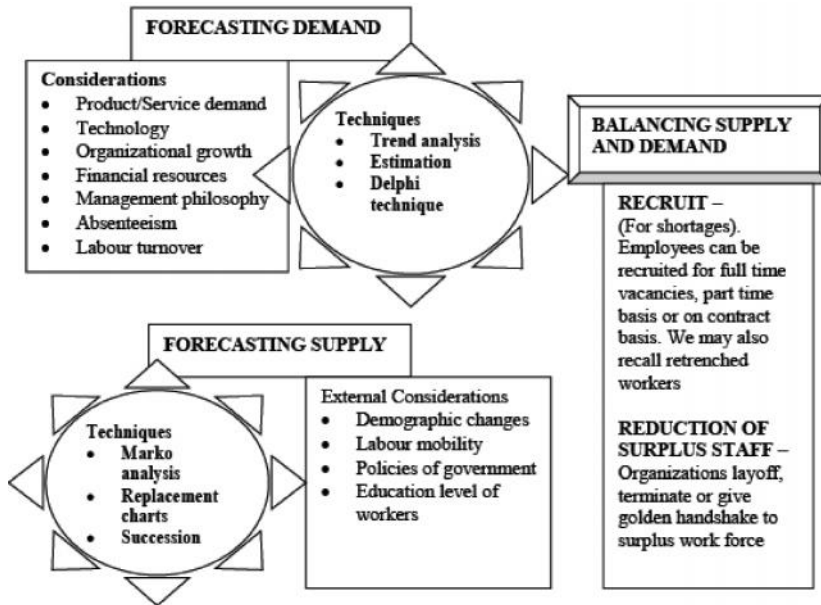 FORECASTING DEMAND
Considerations
• Product/Service demand
• Technology
• Organizational growth
• Financial resources
• Management philosophy
• Absenteeism
• Labour turnover
Techniques
• Trend analysis
• Estimation
• Delphi
technique
BALANCING SUPPLY
AND DEMAND
RECRUIT –
(For shortages).
Employees can be
recruited for full time
vacancies, part time
basis or on contract
basis. We may also
recall retrenched
workers
REDUCTION OF
SURPLUS STAFF –
Organizations layoff,
terminate or give
golden handshake to
surplus work force
FORECASTING SUPPLY
Techniques
• Marko
analysis
• Replacement
charts
• Succession
External Considerations
• Demographic changes
• Labour mobility
• Policies of government
• Education level of
workers